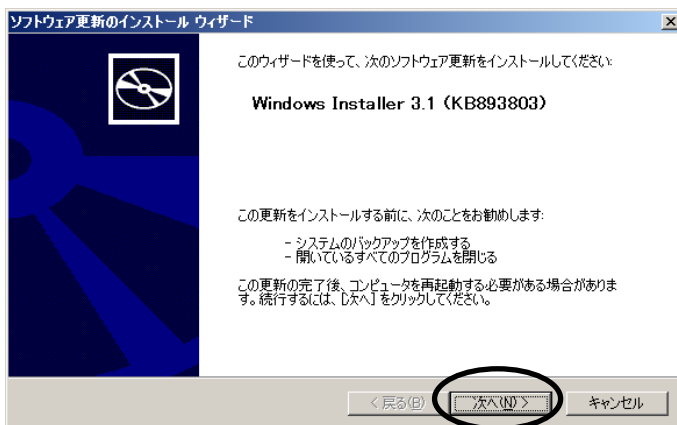 ソフトウェア更新のインストール ウィザード
このウィザードを使って、次のソフトウェア更新をインストールしてください:
Windows Installer 3.1 (KB893803)
この更新をインストールする前に、次のことをお勧めします:
- システムのバックアップを作成する
- 開いているすべてのプログラムを閉じる
この更新の完了後、コンピュータを再起動する必要がある場合がありま
す。続行するには、[次へ] をクリックしてください。
< 戻る(B)
次へ(N) >
キャンセル